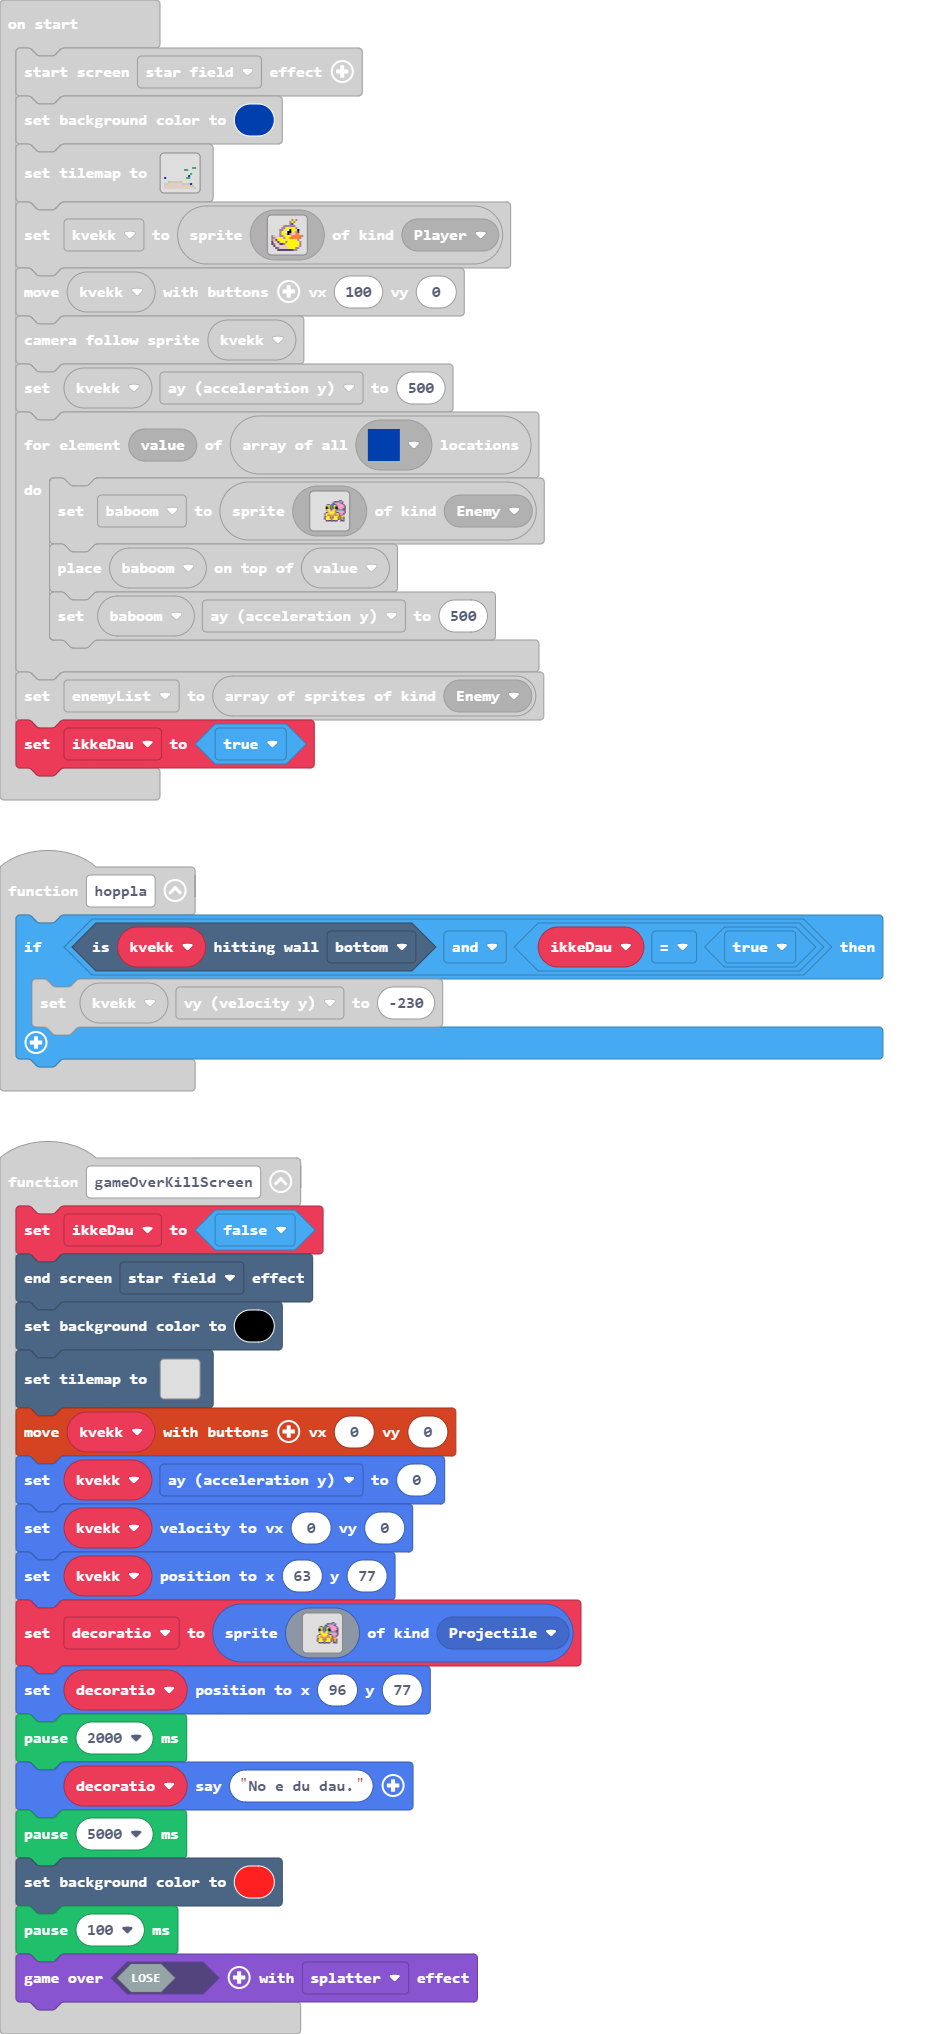 on start
start screen star field effect
set background color to
set tilemap to
set kvekk to sprite of kind Player
move kvekk with buttons vx 100 vy 0
camera follow sprite kvekk
set kvekk ay (acceleration y) to 500
for element value of array of all locations
do
set baboom to sprite of kind Enemy
place baboom on top of value
set baboom ay (acceleration y) to 500
set enemyList to array of sprites of kind Enemy
set ikkeDau to true
function hoppla
if is kvekk hitting wall bottom and ikkeDau = true then
set kvekk vy (velocity y) to -230
function gameOverKillScreen
set ikkeDau to false
end screen star field effect
set background color to
set tilemap to
move kvekk with buttons vx 0 vy 0
set kvekk ay (acceleration y) to 0
set kvekk velocity to vx 0 vy 0
set kvekk position to x 63 y 77
set decoratio to sprite of kind Projectile
set decoratio position to x 96 y 77
pause 2000 ms
decoratio say "No e du dau."
pause 5000 ms
set background color to
pause 100 ms
game over LOSE with splatter effect